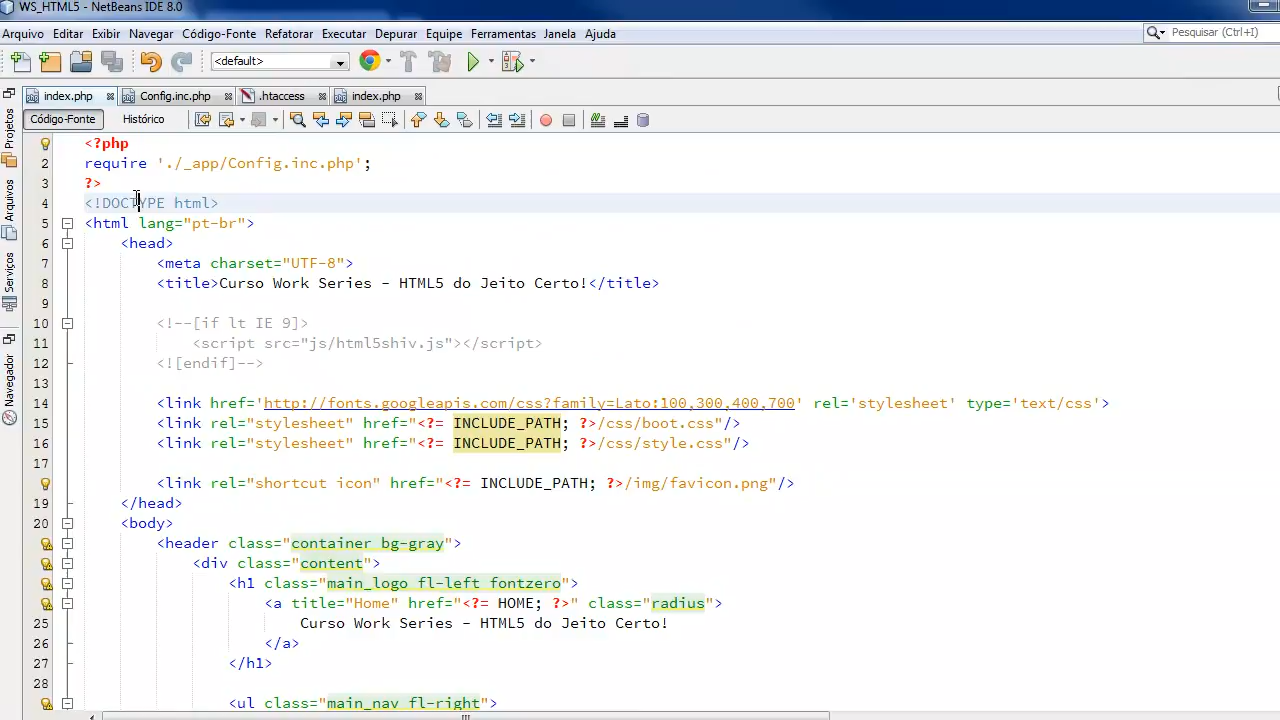 WS_HTML5 - NetBeans IDE 8.0
Arquivo Editar Exibir Navegar Código-Fonte Refatorar Executar Depurar Equipe Ferramentas Janela Ajuda
Pesquisar (Ctrl+I)
<default>
index.php Config.inc.php .htaccess index.php
Código-Fonte Histórico
Projetos
Arquivos
Serviços
Navegador
<?php
2 require './_app/Config.inc.php';
3 ?>
4 <!DOCTYPE html>
5 <html lang="pt-br">
6 <head>
7 <meta charset="UTF-8">
8 <title>Curso Work Series - HTML5 do Jeito Certo!</title>
9
10 <!--[if lt IE 9]>
11 <script src="js/html5shiv.js"></script>
12 <![endif]-->
13
14 <link href='http://fonts.googleapis.com/css?family=Lato:100,300,400,700' rel='stylesheet' type='text/css'>
15 <link rel="stylesheet" href="<?= INCLUDE_PATH; ?>/css/boot.css"/>
16 <link rel="stylesheet" href="<?= INCLUDE_PATH; ?>/css/style.css"/>
17
<link rel="shortcut icon" href="<?= INCLUDE_PATH; ?>/img/favicon.png"/>
19 </head>
20 <body>
<header class="container bg-gray">
<div class="content">
<h1 class="main_logo fl-left fontzero">
<a title="Home" href="<?= HOME; ?>" class="radius">
25 Curso Work Series - HTML5 do Jeito Certo!
26 </a>
27 </h1>
28
<ul class="main_nav fl-right">